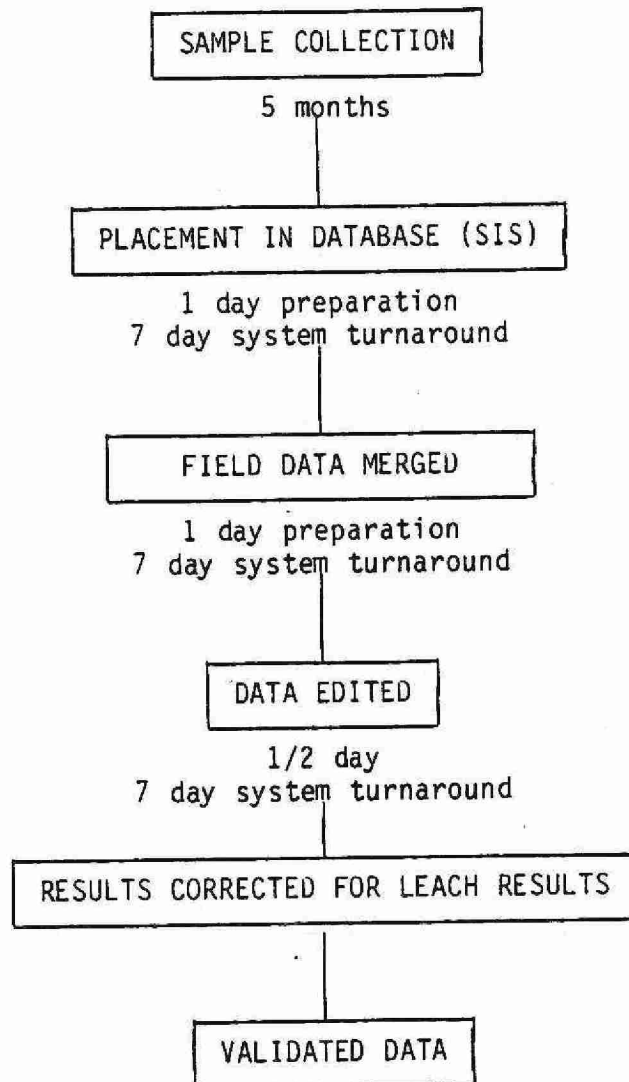 SAMPLE COLLECTION
5 months
PLACEMENT IN DATABASE (SIS)
1 day preparation
7 day system turnaround
FIELD DATA MERGED
1 day preparation
7 day system turnaround
DATA EDITED
1/2 day
7 day system turnaround
RESULTS CORRECTED FOR LEACH RESULTS
VALIDATED DATA